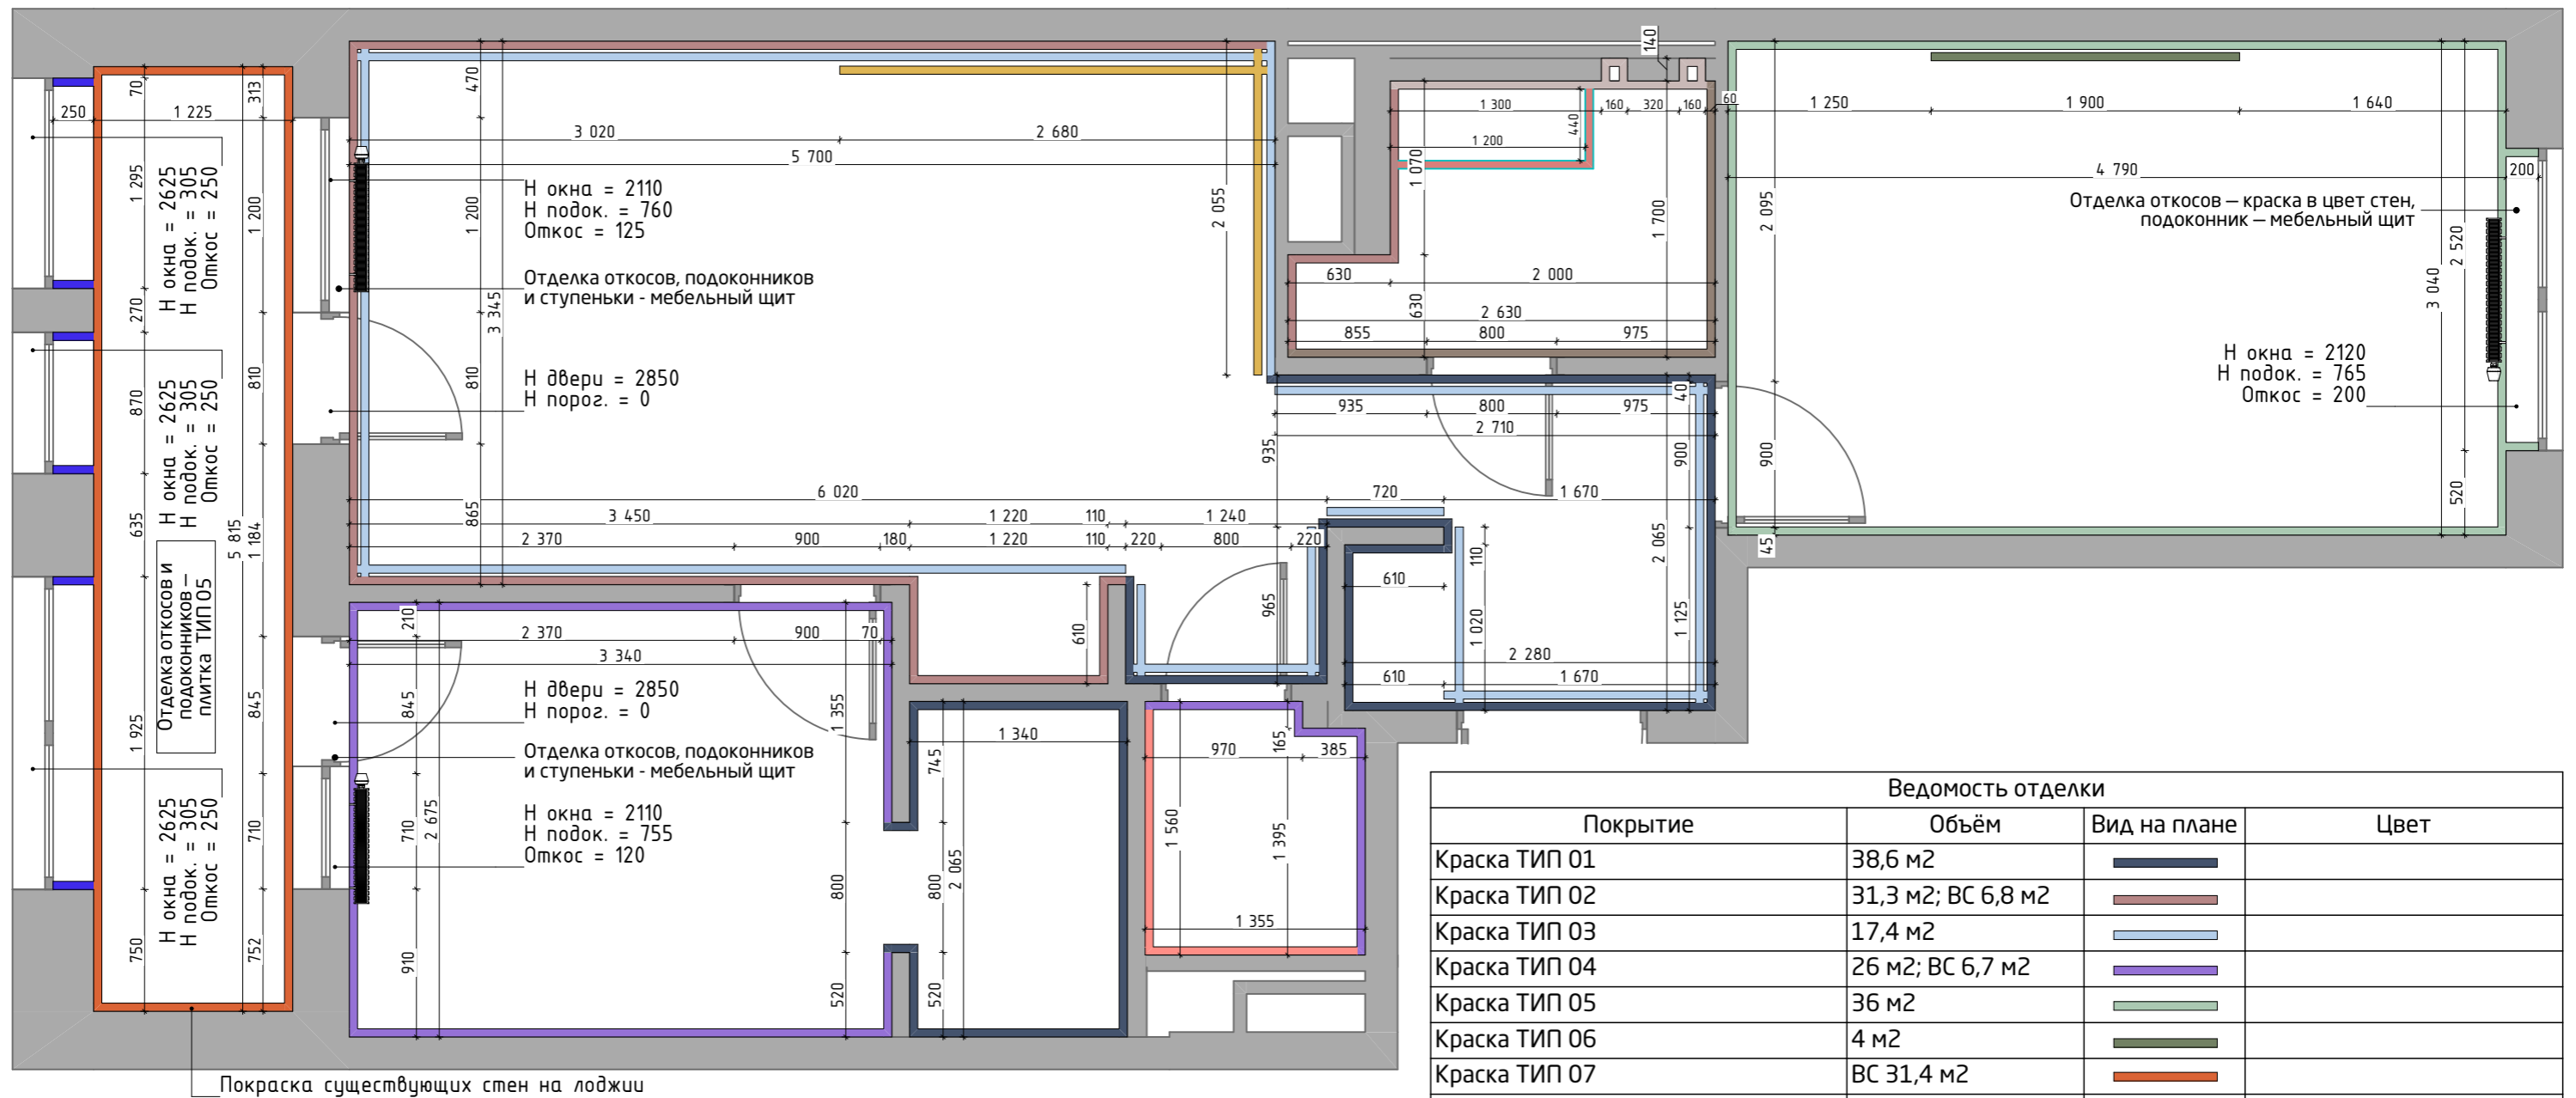 140
70
5 815
313
470
250
1 225
1 295
1 200
3 345
3 020
2 680
5 700
2 055
Н окна = 2625
Н подок. = 305
Откос = 250
Н окна = 2110
Н подок. = 760
Откос = 125
Отделка откосов, подоконников
и ступеньки - мебельный щит
1 300
160
320
160
60
440
1 200
1 070
1 700
630
2 000
630
2 630
855
800
975
1 250
1 900
1 640
4 790
200
2 095
3 040
2 520
Отделка откосов – краска в цвет стен,
подоконник – мебельный щит
Н окна = 2120
Н подок. = 765
Откос = 200
900
520
45
270
870
810
810
Н двери = 2850
Н порог. = 0
Н окна = 2625
Н подок. = 305
Откос = 250
935
800
975
40
2 710
935
900
635
1 184
865
6 020
720
1 670
3 450
1 220
110
1 240
2 370
900
180
1 220
110
220
800
220
2 065
110
610
1 020
1 125
965
610
2 280
610
1 670
Отделка откосов и
подоконников –
плитка ТИП 05
210
2 370
900
70
3 340
845
845
1 355
Н двери = 2850
Н порог. = 0
Отделка откосов, подоконников
и ступеньки - мебельный щит
Н окна = 2110
Н подок. = 755
Откос = 120
1 925
710
710
2 675
1 340
745
800
800
2 065
970
165
385
1 560
1 395
1 355
Н окна = 2625
Н подок. = 305
Откос = 250
750
752
910
520
520
Покраска существующих стен на лоджии
Ведомость отделки
Покрытие Объём Вид на плане Цвет
Краска ТИП 01 38,6 м2
Краска ТИП 02 31,3 м2; ВС 6,8 м2
Краска ТИП 03 17,4 м2
Краска ТИП 04 26 м2; ВС 6,7 м2
Краска ТИП 05 36 м2
Краска ТИП 06 4 м2
Краска ТИП 07 ВС 31,4 м2